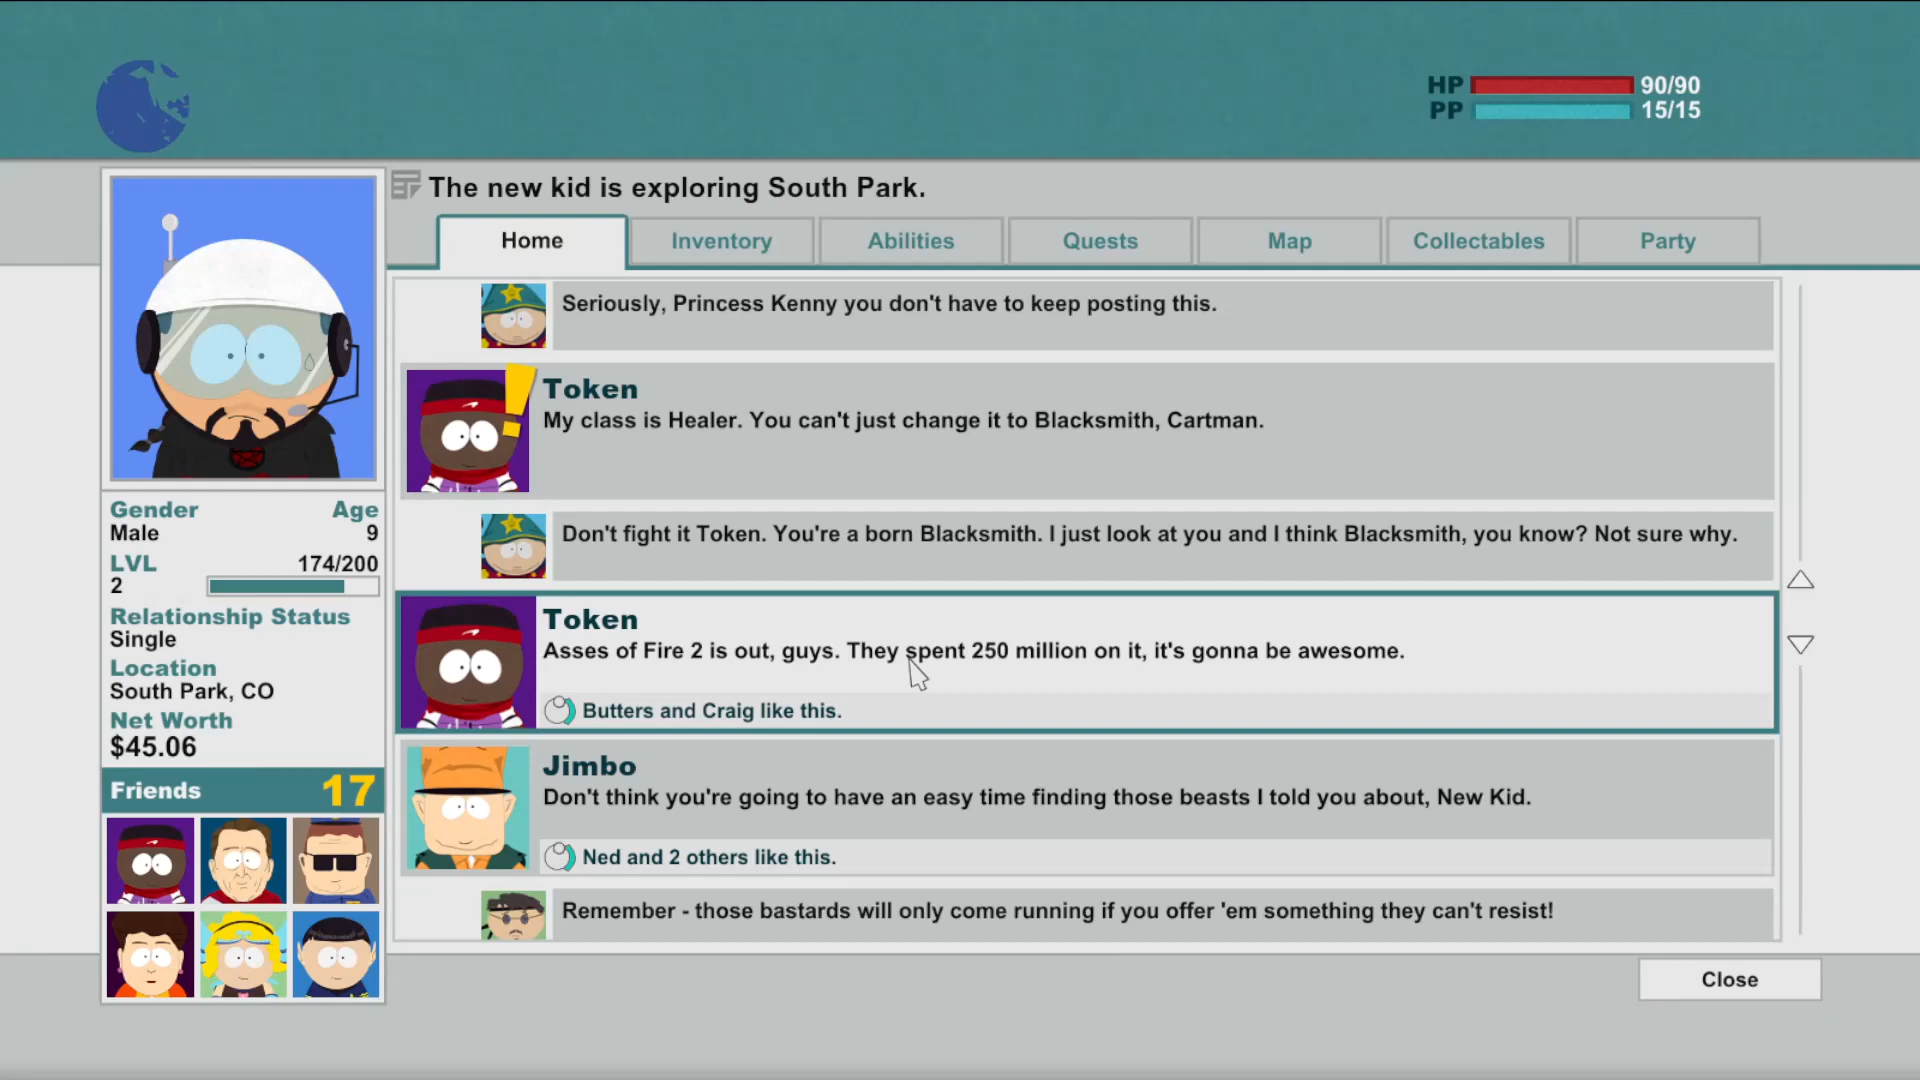 HP 90/90
PP 15/15
The new kid is exploring South Park.
Home Inventory Abilities Quests Map Collectables Party
Seriously, Princess Kenny you don't have to keep posting this.
Token
My class is Healer. You can't just change it to Blacksmith, Cartman.
Don't fight it Token. You're a born Blacksmith. I just look at you and I think Blacksmith, you know? Not sure why.
Token
Asses of Fire 2 is out, guys. They spent 250 million on it, it's gonna be awesome.
Butters and Craig like this.
Jimbo
Don't think you're going to have an easy time finding those beasts I told you about, New Kid.
Ned and 2 others like this.
Remember - those bastards will only come running if you offer 'em something they can't resist!
Gender Age
Male 9
LVL 174/200
2
Relationship Status
Single
Location
South Park, CO
Net Worth
$45.06
Friends 17
Close